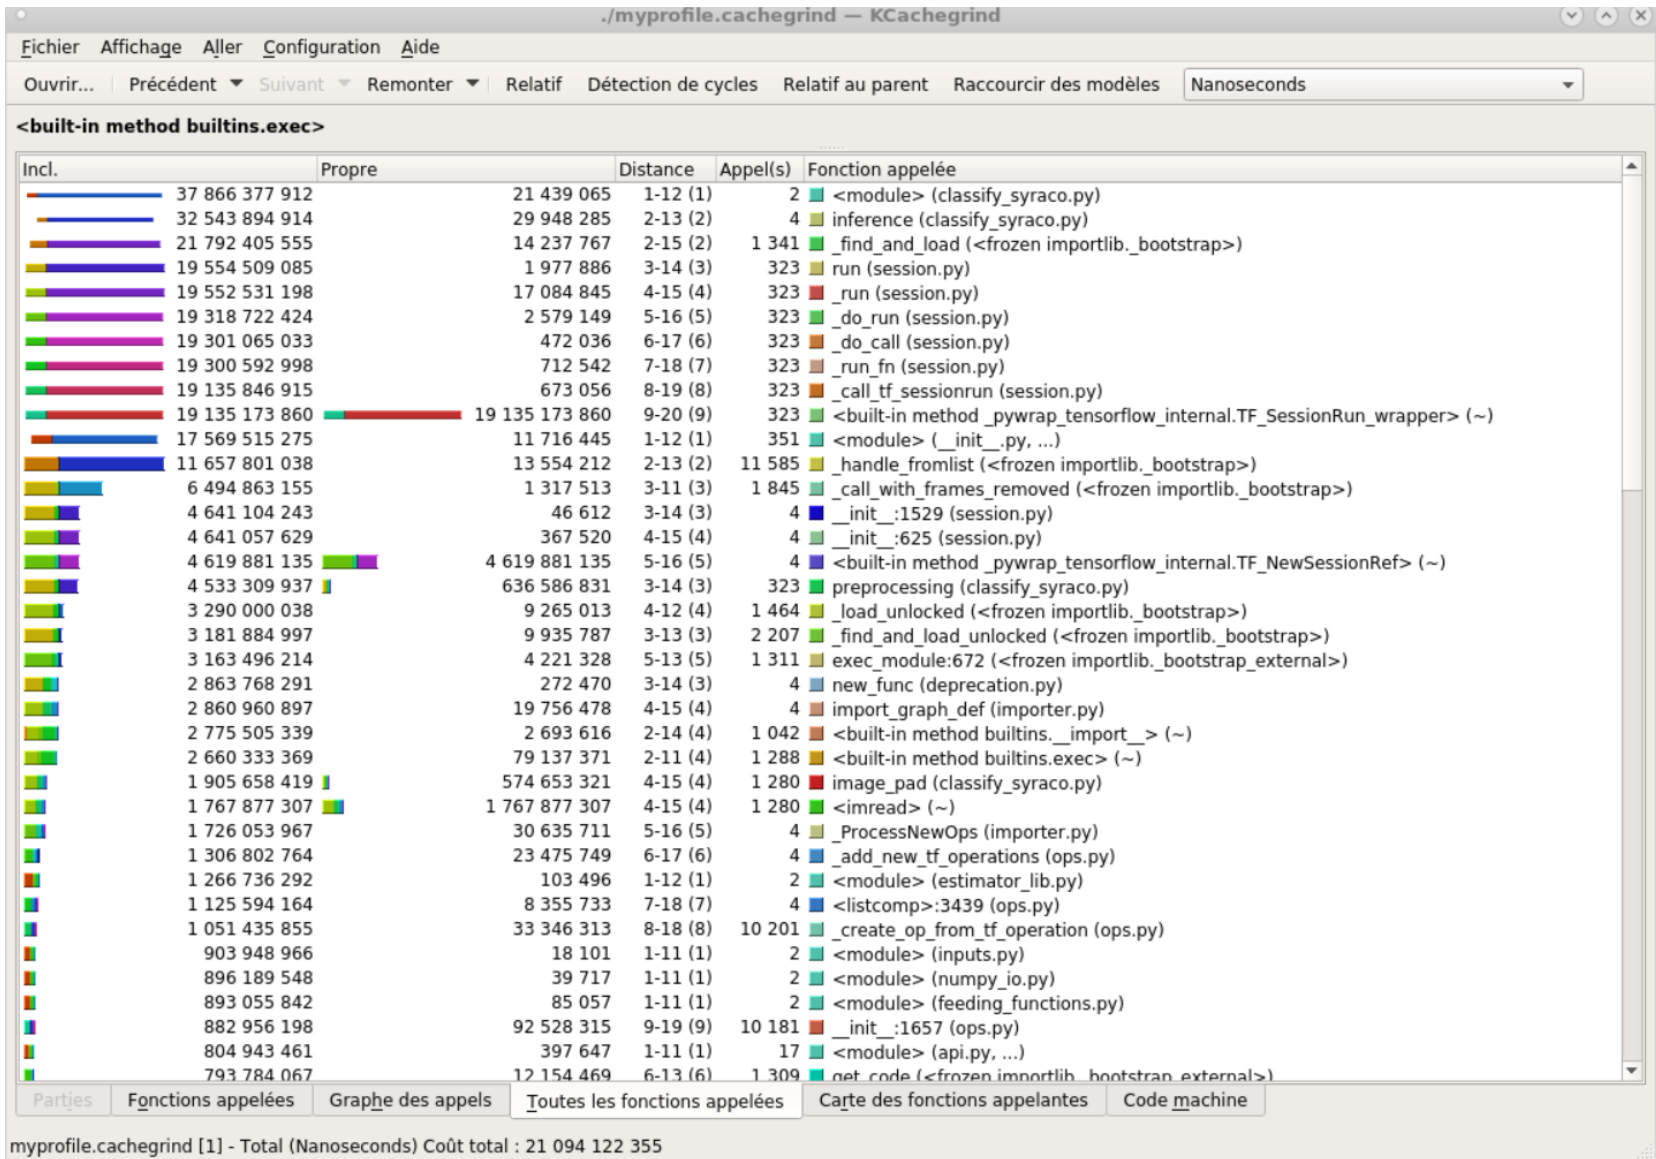 ./myprofile.cachegrind — KCachegrind
Fichier Affichage Aller Configuration Aide
Ouvrir... Précédent Suivant Remonter Relatif Détection de cycles Relatif au parent Raccourcir des modèles Nanoseconds
<built-in method builtins.exec>
Incl. Propre Distance Appel(s) Fonction appelée
37 866 377 912 21 439 065 1-12 (1) 2 <module> (classify_syraco.py)
32 543 894 914 29 948 285 2-13 (2) 4 inference (classify_syraco.py)
21 792 405 555 14 237 767 2-15 (2) 1 341 _find_and_load (<frozen importlib._bootstrap>)
19 554 509 085 1 977 886 3-14 (3) 323 run (session.py)
19 552 531 198 17 084 845 4-15 (4) 323 _run (session.py)
19 318 722 424 2 579 149 5-16 (5) 323 _do_run (session.py)
19 301 065 033 472 036 6-17 (6) 323 _do_call (session.py)
19 300 592 998 712 542 7-18 (7) 323 _run_fn (session.py)
19 135 846 915 673 056 8-19 (8) 323 _call_tf_sessionrun (session.py)
19 135 173 860 19 135 173 860 9-20 (9) 323 <built-in method _pywrap_tensorflow_internal.TF_SessionRun_wrapper> (~)
17 569 515 275 11 716 445 1-12 (1) 351 <module> (__init__.py, ...)
11 657 801 038 13 554 212 2-13 (2) 11 585 _handle_fromlist (<frozen importlib._bootstrap>)
6 494 863 155 1 317 513 3-11 (3) 1 845 _call_with_frames_removed (<frozen importlib._bootstrap>)
4 641 104 243 46 612 3-14 (3) 4 __init__:1529 (session.py)
4 641 057 629 367 520 4-15 (4) 4 __init__:625 (session.py)
4 619 881 135 4 619 881 135 5-16 (5) 4 <built-in method _pywrap_tensorflow_internal.TF_NewSessionRef> (~)
4 533 309 937 636 586 831 3-14 (3) 323 preprocessing (classify_syraco.py)
3 290 000 038 9 265 013 4-12 (4) 1 464 _load_unlocked (<frozen importlib._bootstrap>)
3 181 884 997 9 935 787 3-13 (3) 2 207 _find_and_load_unlocked (<frozen importlib._bootstrap>)
3 163 496 214 4 221 328 5-13 (5) 1 311 exec_module:672 (<frozen importlib._bootstrap_external>)
2 863 768 291 272 470 3-14 (3) 4 new_func (deprecation.py)
2 860 960 897 19 756 478 4-15 (4) 4 import_graph_def (importer.py)
2 775 505 339 2 693 616 2-14 (4) 1 042 <built-in method builtins.__import__> (~)
2 660 333 369 79 137 371 2-11 (4) 1 288 <built-in method builtins.exec> (~)
1 905 658 419 574 653 321 4-15 (4) 1 280 image_pad (classify_syraco.py)
1 767 877 307 1 767 877 307 4-15 (4) 1 280 <imread> (~)
1 726 053 967 30 635 711 5-16 (5) 4 _ProcessNewOps (importer.py)
1 306 802 764 23 475 749 6-17 (6) 4 _add_new_tf_operations (ops.py)
1 266 736 292 103 496 1-12 (1) 2 <module> (estimator_lib.py)
1 125 594 164 8 355 733 7-18 (7) 4 <listcomp>:3439 (ops.py)
1 051 435 855 33 346 313 8-18 (8) 10 201 _create_op_from_tf_operation (ops.py)
903 948 966 18 101 1-11 (1) 2 <module> (inputs.py)
896 189 548 39 717 1-11 (1) 2 <module> (numpy_io.py)
893 055 842 85 057 1-11 (1) 2 <module> (feeding_functions.py)
882 956 198 92 528 315 9-19 (9) 10 181 __init__:1657 (ops.py)
804 943 461 397 647 1-11 (1) 17 <module> (api.py, ...)
793 784 067 12 154 469 6-13 (6) 1 309 get_code (<frozen importlib._bootstrap_external>)
Parties Fonctions appelées Graphe des appels Toutes les fonctions appelées Carte des fonctions appelantes Code machine
myprofile.cachegrind [1] - Total (Nanoseconds) Coût total : 21 094 122 355